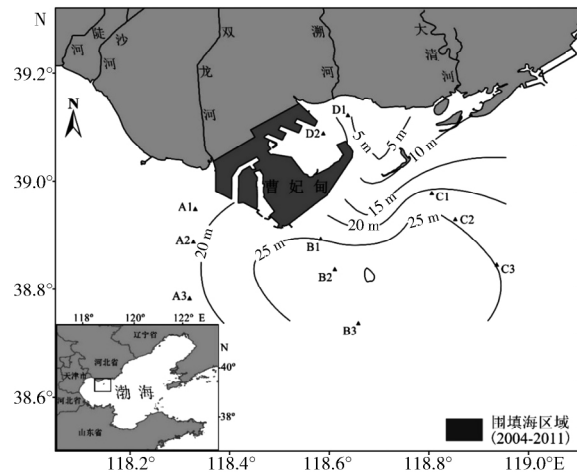 N
39.2°
39.0°
38.8°
38.6°
118.2°
118.4°
118.6°
118.8°
119.0°E
陡河
沙河
双龙河
溯河
大清河
N
D1
D2
5 m
5 m
10 m
15 m
20 m
25 m
20 m
25 m
曹妃甸
A1
A2
A3
B1
B2
B3
C1
C2
C3
118°
120°
122° E
辽宁省
N
河北省
40°
天津市
渤海
河北省
38°
山东省
围填海区域
(2004-2011)